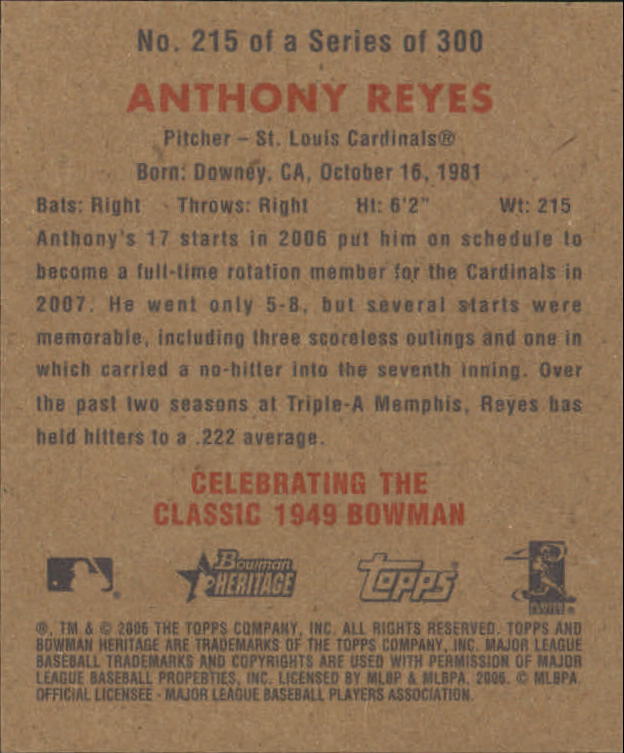 No. 215 of a Series of 300
ANTHONY REYES
Pitcher – St. Louis Cardinals®
Born: Downey, CA, October 16, 1981
Bats: Right Throws: Right Ht: 6'2" Wt: 215
Anthony's 17 starts in 2006 put him on schedule to
become a full-time rotation member for the Cardinals in
2007. He went only 5-8, but several starts were
memorable, including three scoreless outings and one in
which carried a no-hitter into the seventh inning. Over
the past two seasons at Triple-A Memphis, Reyes has
held hitters to a .222 average.
CELEBRATING THE
CLASSIC 1949 BOWMAN
Bowman
HERITAGE
topps
®, TM & © 2006 THE TOPPS COMPANY, INC. ALL RIGHTS RESERVED. TOPPS AND
BOWMAN HERITAGE ARE TRADEMARKS OF THE TOPPS COMPANY, INC. MAJOR LEAGUE
BASEBALL TRADEMARKS AND COPYRIGHTS ARE USED WITH PERMISSION OF MAJOR
LEAGUE BASEBALL PROPERTIES, INC. LICENSED BY MLBP & MLBPA, 2006. © MLBPA
OFFICIAL LICENSEE - MAJOR LEAGUE BASEBALL PLAYERS ASSOCIATION.